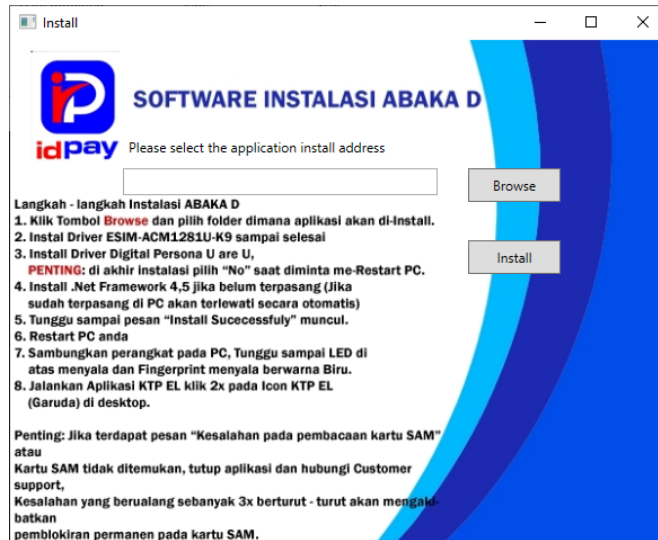 Install
SOFTWARE INSTALASI ABAKA D
idpay
Please select the application install address
Browse
Langkah - langkah Instalasi ABAKA D
1. Klik Tombol Browse dan pilih folder dimana aplikasi akan di-Install.
2. Instal Driver ESIM-ACM1281U-K9 sampai selesai
3. Install Driver Digital Persona U are U,
PENTING: di akhir instalasi pilih “No” saat diminta me-Restart PC.
Install
4. Install .Net Framework 4,5 jika belum terpasang (Jika
sudah terpasang di PC akan terlewati secara otomatis)
5. Tunggu sampai pesan “Install Sucecessfuly” muncul.
6. Restart PC anda
7. Sambungkan perangkat pada PC, Tunggu sampai LED di
atas menyala dan Fingerprint menyala berwarna Biru.
8. Jalankan Aplikasi KTP EL klik 2x pada Icon KTP EL
(Garuda) di desktop.
Penting: Jika terdapat pesan “Kesalahan pada pembacaan kartu SAM”
atau
Kartu SAM tidak ditemukan, tutup aplikasi dan hubungi Customer
support,
Kesalahan yang berualang sebanyak 3x berturut - turut akan mengaki-
batkan
pemblokiran permanen pada kartu SAM.